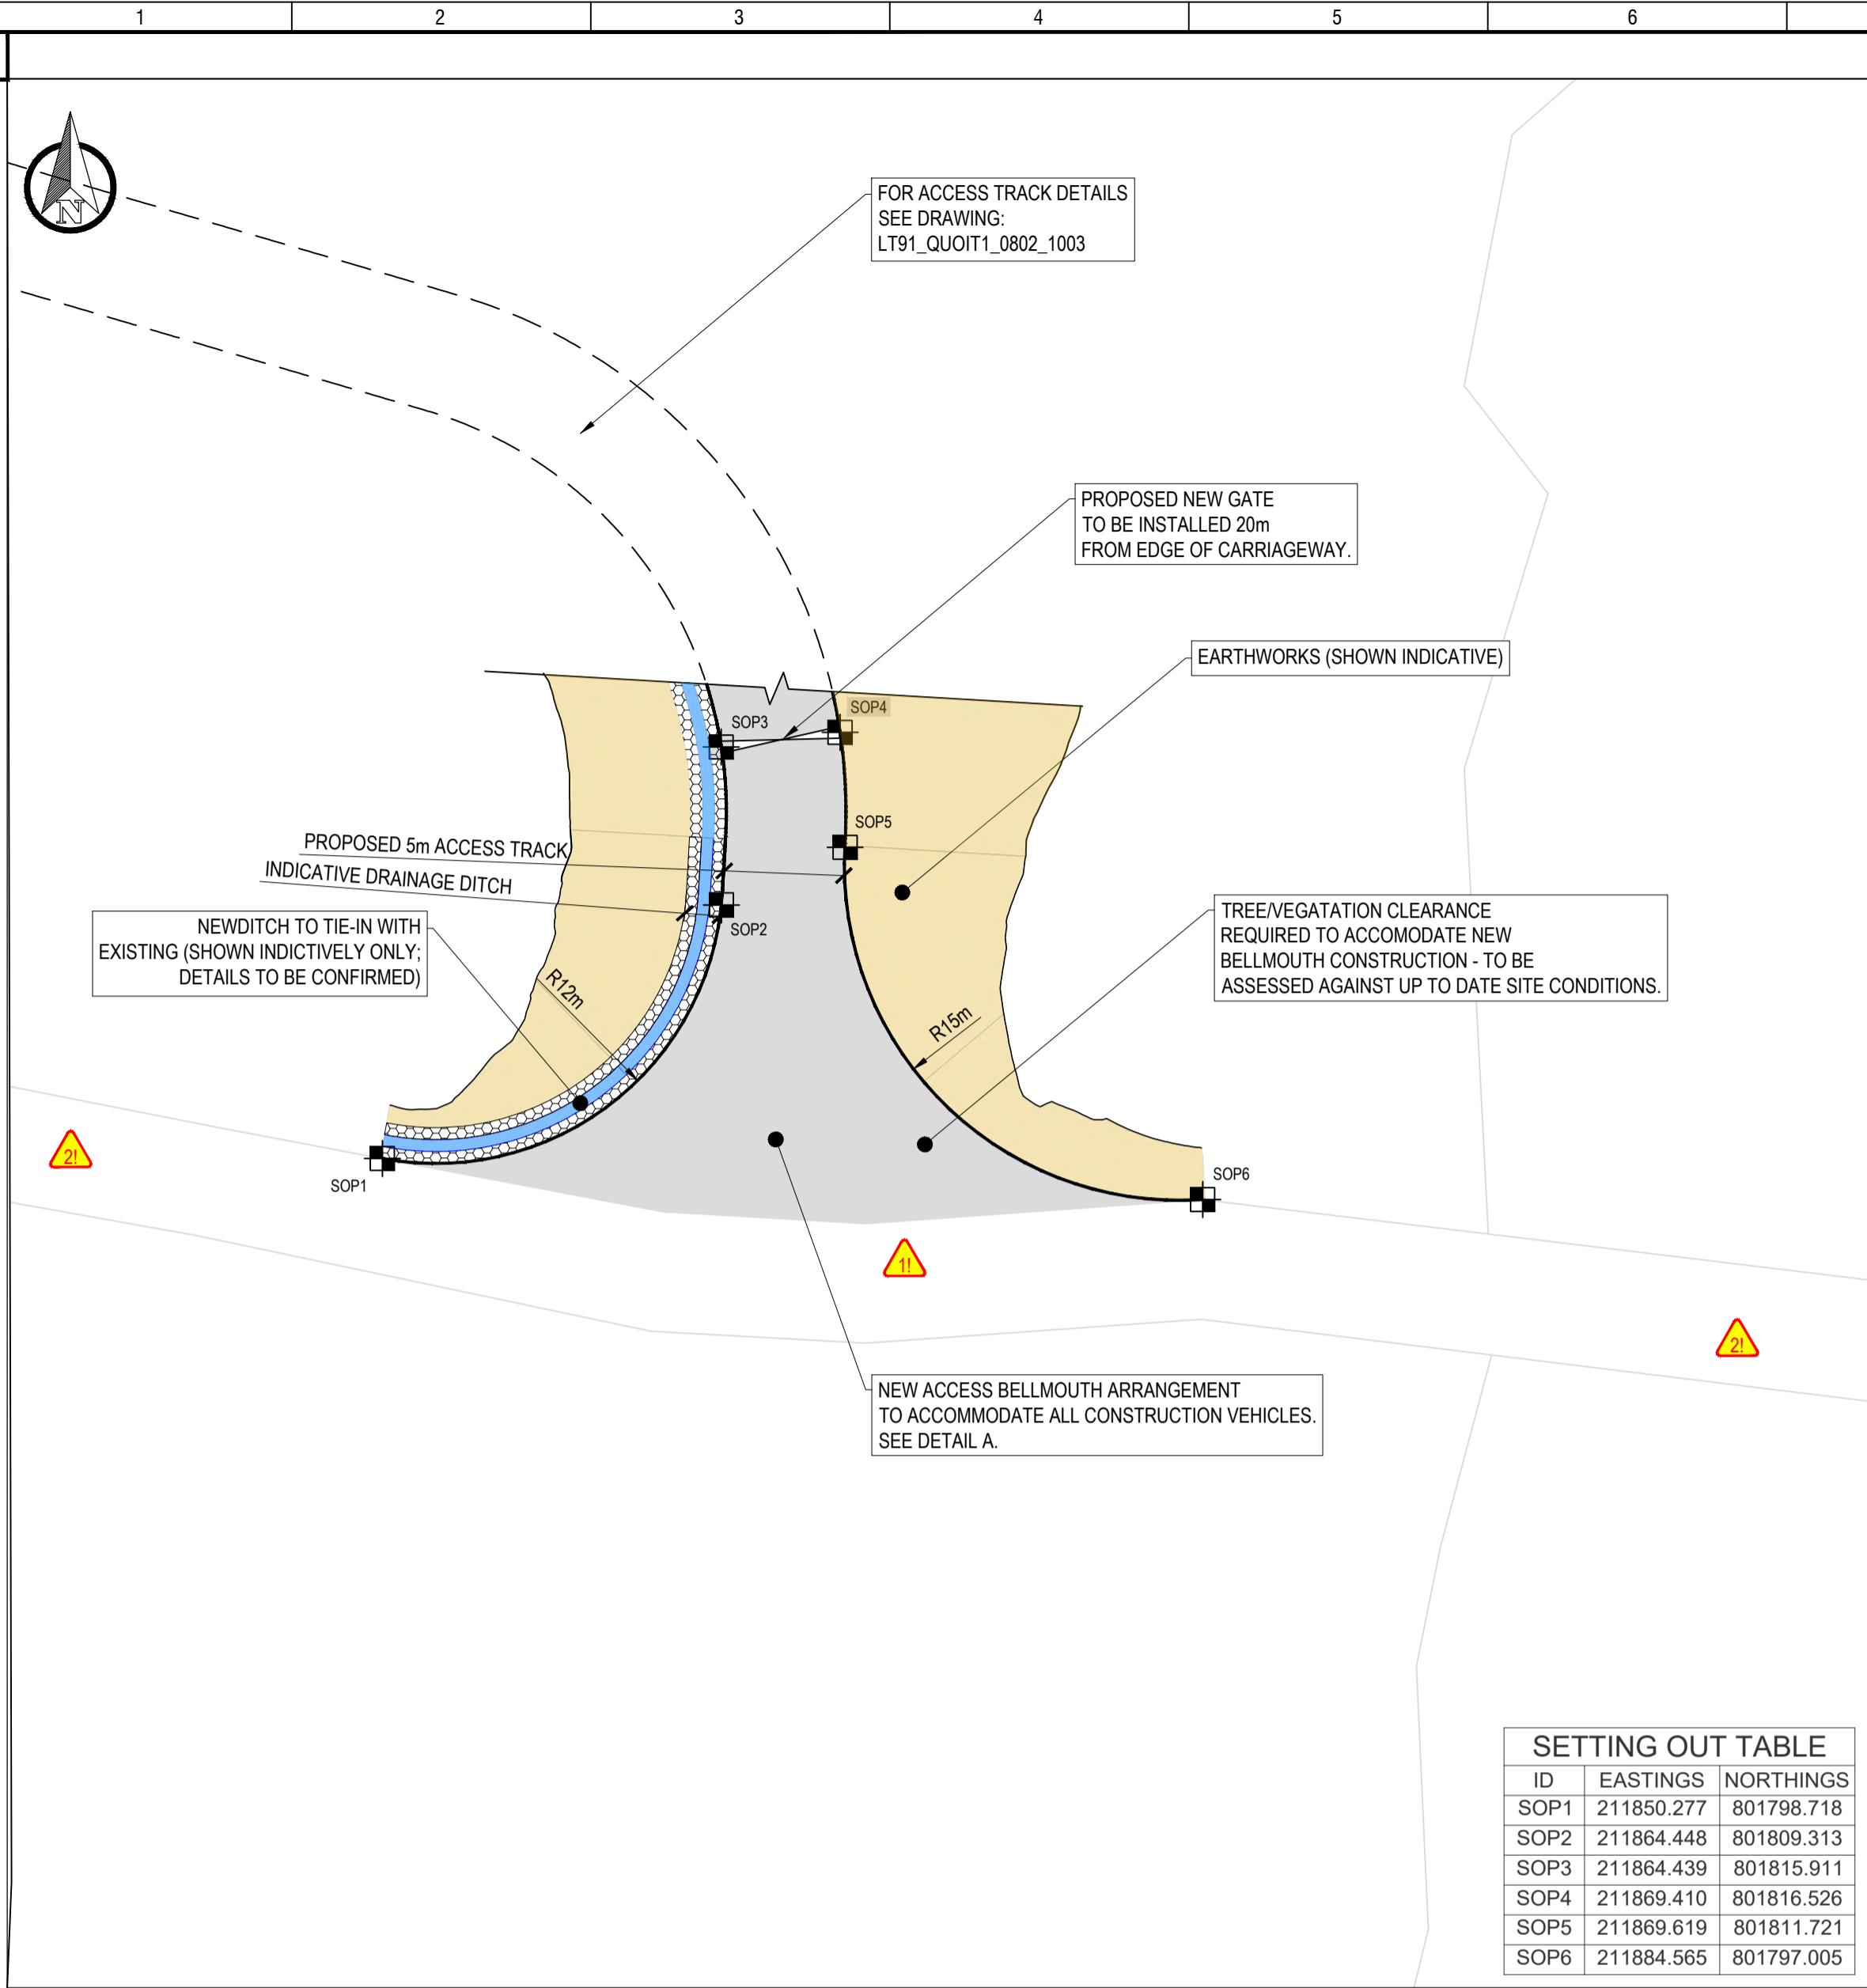 1 2 3 4 5 6
N
FOR ACCESS TRACK DETAILS
SEE DRAWING:
LT91_QUOIT1_0802_1003
PROPOSED NEW GATE
TO BE INSTALLED 20m
FROM EDGE OF CARRIAGEWAY.
EARTHWORKS (SHOWN INDICATIVE)
SOP3
SOP4
SOP5
PROPOSED 5m ACCESS TRACK
INDICATIVE DRAINAGE DITCH
SOP2
NEWDITCH TO TIE-IN WITH
EXISTING (SHOWN INDICTIVELY ONLY;
DETAILS TO BE CONFIRMED)
TREE/VEGATATION CLEARANCE
REQUIRED TO ACCOMODATE NEW
BELLMOUTH CONSTRUCTION - TO BE
ASSESSED AGAINST UP TO DATE SITE CONDITIONS.
R12m
R15m
2!
SOP1
SOP6
1!
2!
NEW ACCESS BELLMOUTH ARRANGEMENT
TO ACCOMMODATE ALL CONSTRUCTION VEHICLES.
SEE DETAIL A.
SETTING OUT TABLE
ID EASTINGS NORTHINGS
SOP1 211850.277 801798.718
SOP2 211864.448 801809.313
SOP3 211864.439 801815.911
SOP4 211869.410 801816.526
SOP5 211869.619 801811.721
SOP6 211884.565 801797.005